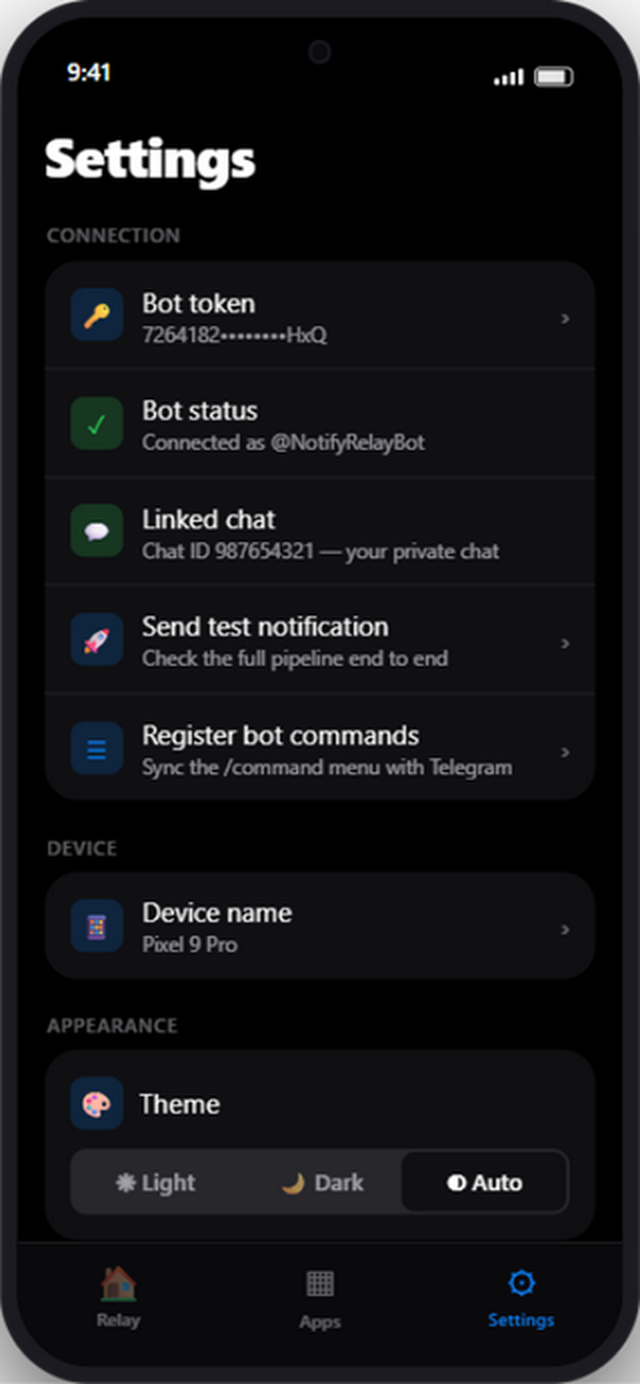 9:41
Settings
CONNECTION
Bot token
7264182••••••••HxQ
Bot status
Connected as @NotifyRelayBot
Linked chat
Chat ID 987654321 — your private chat
Send test notification
Check the full pipeline end to end
Register bot commands
Sync the /command menu with Telegram
DEVICE
Device name
Pixel 9 Pro
APPEARANCE
Theme
Light Dark Auto
Relay Apps Settings